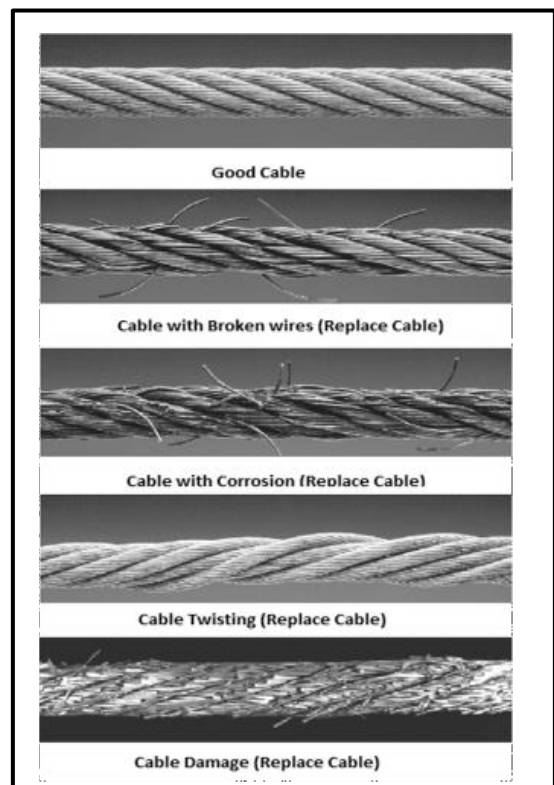 Good Cable
Cable with Broken wires (Replace Cable)
Cable with Corrosion (Replace Cable)
Cable Twisting (Replace Cable)
Cable Damage (Replace Cable)